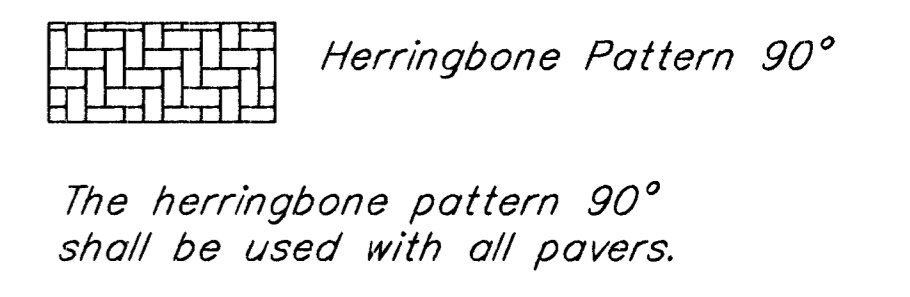 Herringbone Pattern 90°
The herringbone pattern 90°
shall be used with all pavers.